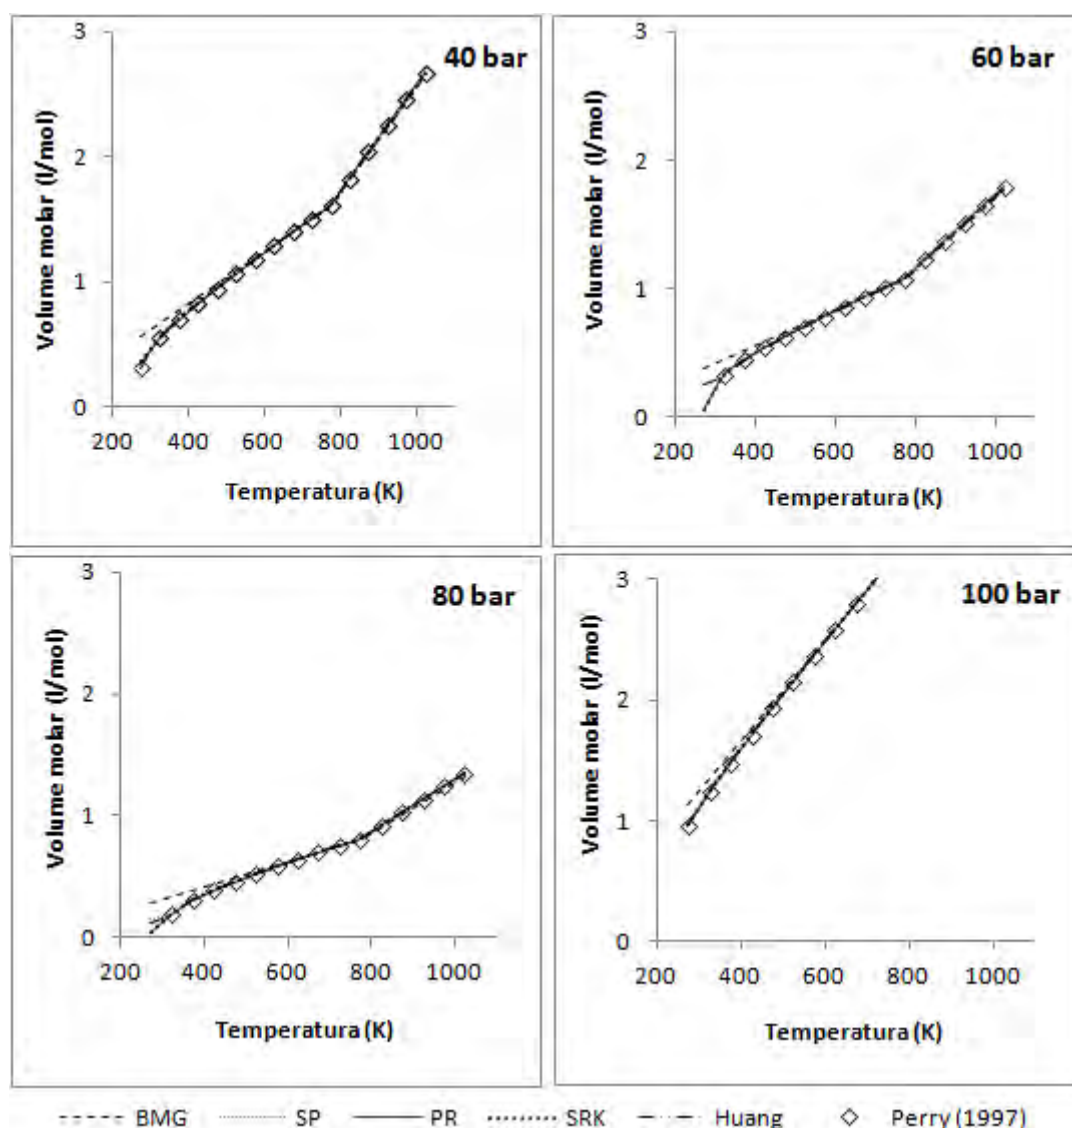 40 bar
Volume molar (l/mol)
3
2
1
0
200 400 600 800 1000
Temperatura (K)
60 bar
Volume molar (l/mol)
3
2
1
0
200 400 600 800 1000
Temperatura (K)
80 bar
Volume molar (l/mol)
3
2
1
0
200 400 600 800 1000
Temperatura (K)
100 bar
Volume molar (l/mol)
3
2
1
0
200 400 600 800 1000
Temperatura (K)
BMG SP PR SRK Huang Perry (1997)